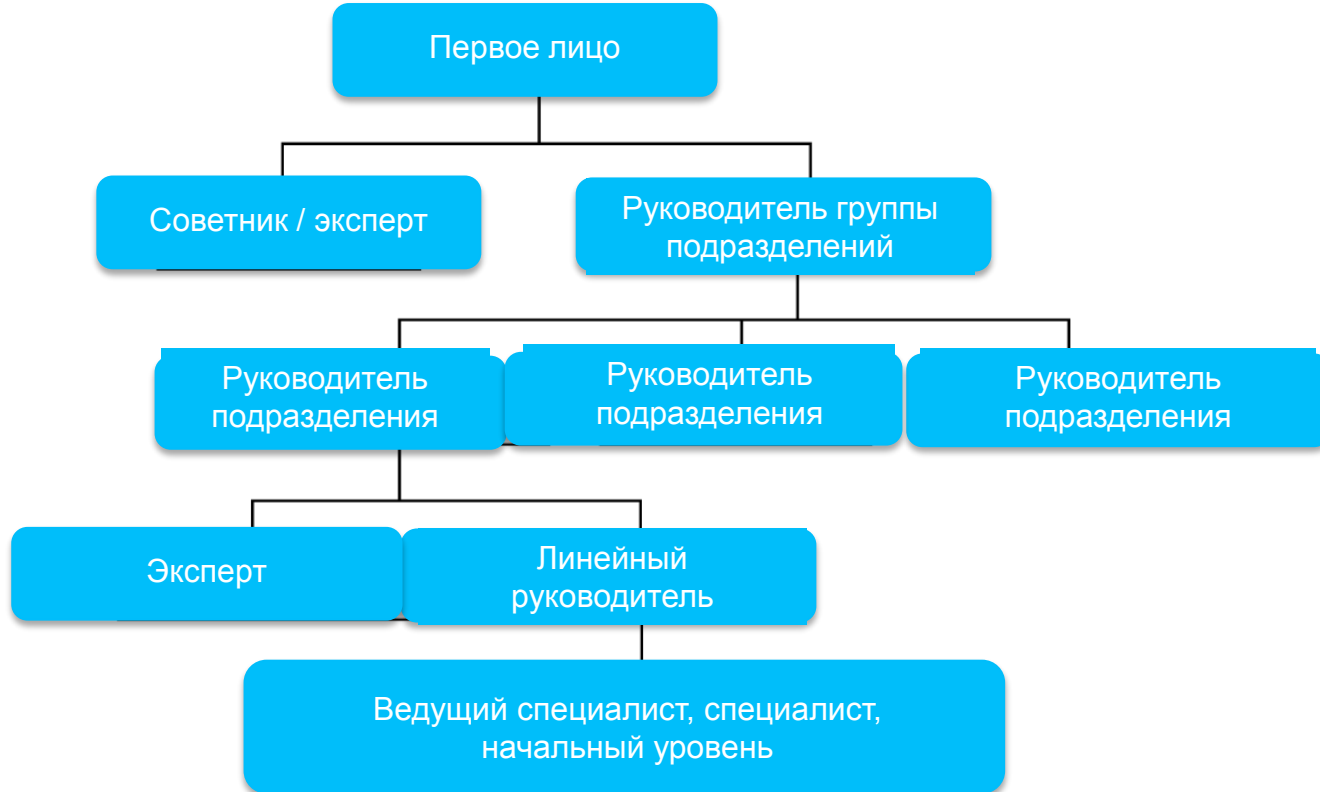 Первое лицо
Советник / эксперт
Руководитель группы
подразделений
Руководитель
подразделения
Руководитель
подразделения
Руководитель
подразделения
Эксперт
Линейный
руководитель
Ведущий специалист, специалист,
начальный уровень